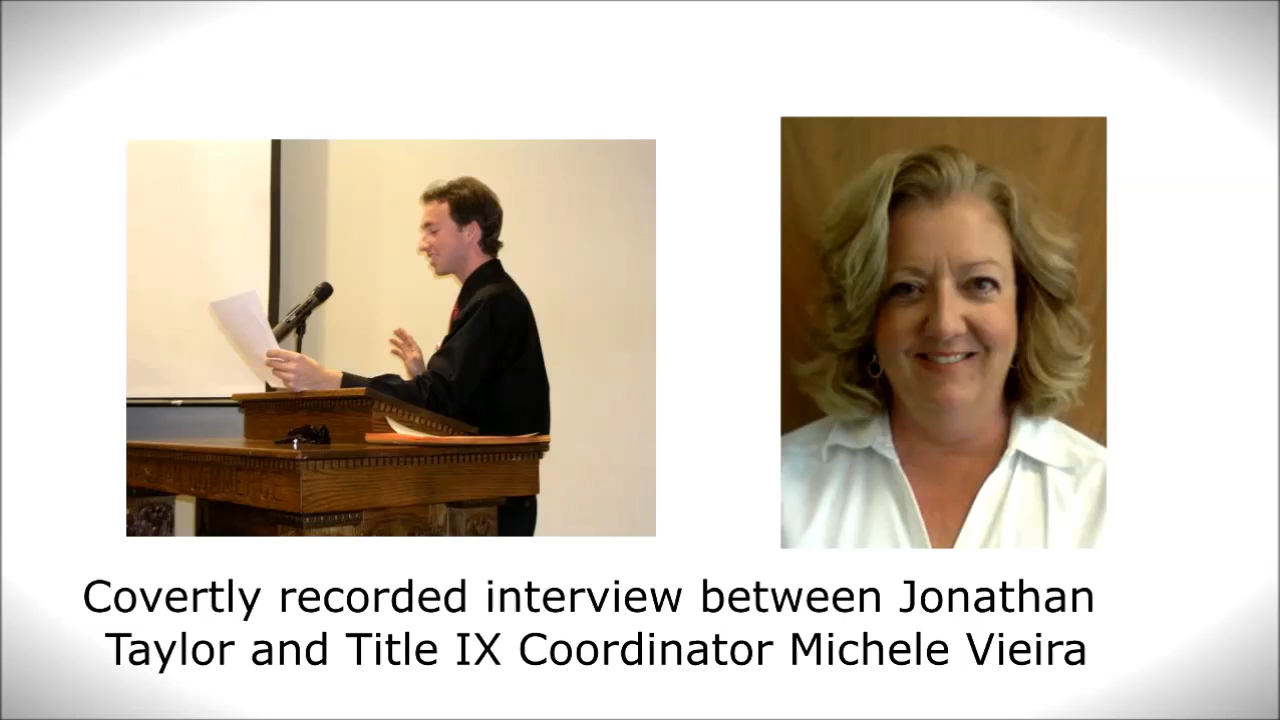 Covertly recorded interview between Jonathan
Taylor and Title IX Coordinator Michele Vieira